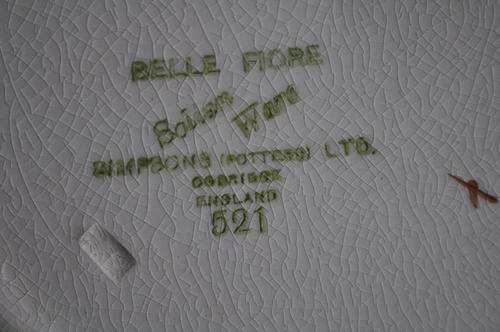 BELLE FIORE
Solian Ware
SIMPSONS (POTTERS) LTD.
COBRIDGE
ENGLAND
521